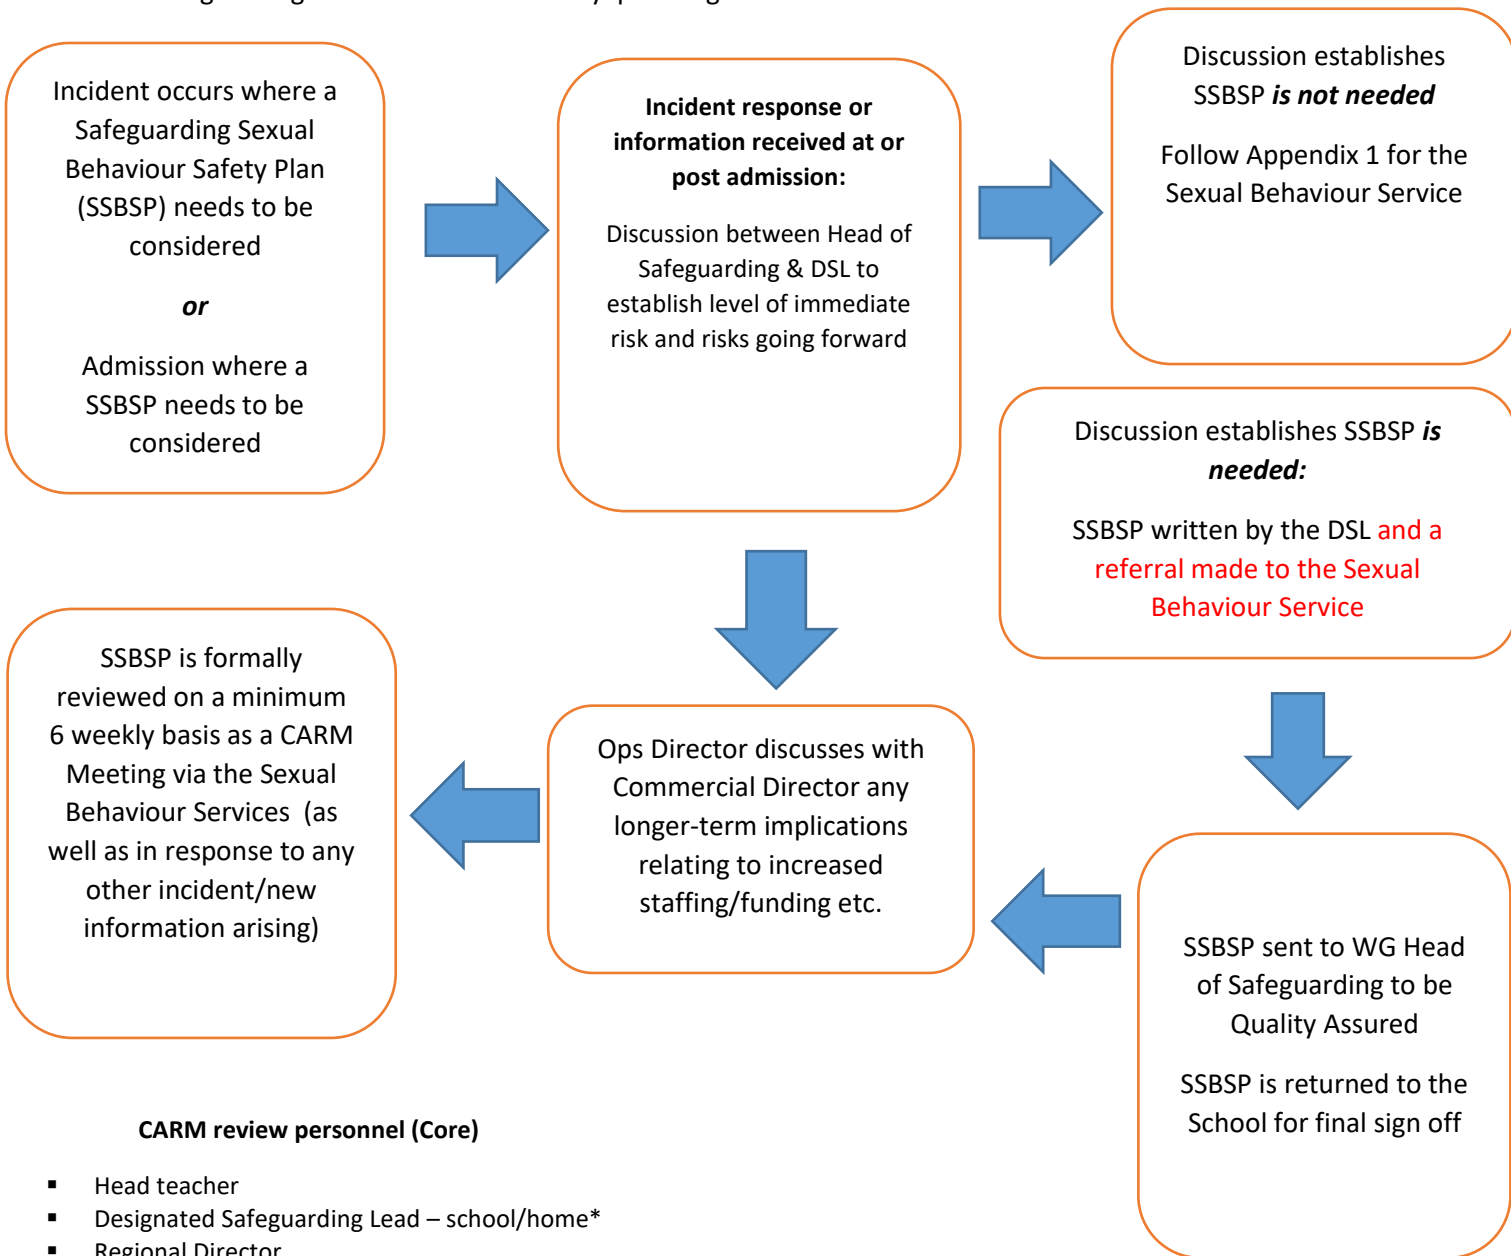 Incident occurs where a
Safeguarding Sexual
Behaviour Safety Plan
(SSBSP) needs to be
considered
or
Admission where a
SSBSP needs to be
considered
Incident response or
information received at or
post admission:
Discussion between Head of
Safeguarding & DSL to
establish level of immediate
risk and risks going forward
Discussion establishes
SSBSP is not needed
Follow Appendix 1 for the
Sexual Behaviour Service
Discussion establishes SSBSP is
needed:
SSBSP written by the DSL and a
referral made to the Sexual
Behaviour Service
SSBSP sent to WG Head
of Safeguarding to be
Quality Assured
SSBSP is returned to the
School for final sign off
Ops Director discusses with
Commercial Director any
longer-term implications
relating to increased
staffing/funding etc.
SSBSP is formally
reviewed on a minimum
6 weekly basis as a CARM
Meeting via the Sexual
Behaviour Services (as
well as in response to any
other incident/new
information arising)
CARM review personnel (Core)
▪ Head teacher
▪ Designated Safeguarding Lead – school/home*
▪ Regional Director